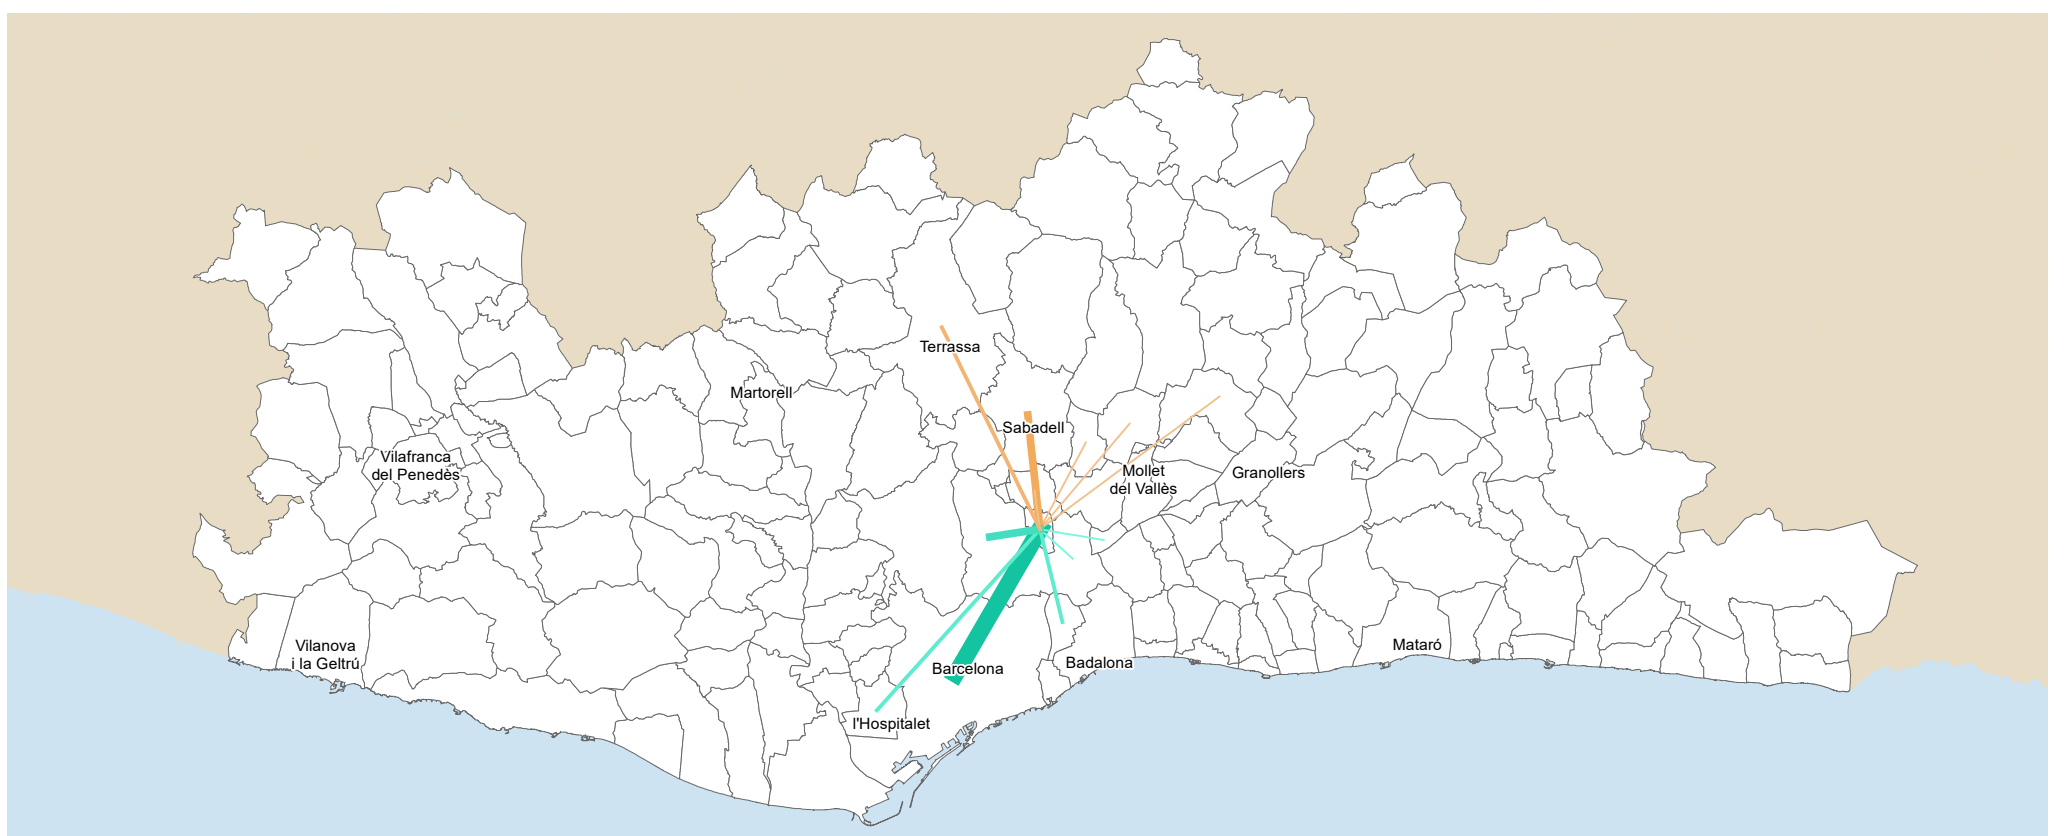 Terrassa
Martorell
Sabadell
Vilafranca
del Penedès
Mollet
del Vallès
Granollers
Vilanova
i la Geltrú
Barcelona
Badalona
Mataró
l'Hospitalet